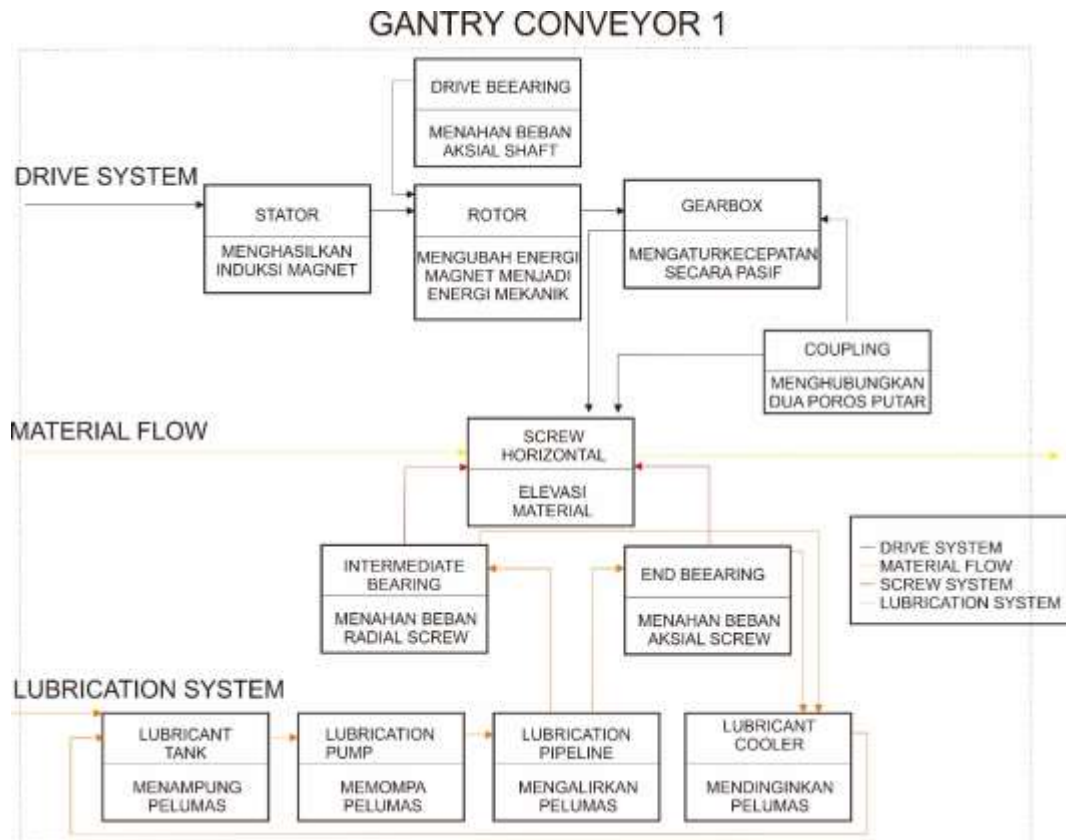 GANTRY CONVEYOR 1
DRIVE BEEARING
MENAHAN BEBAN
AKSIAL SHAFT
DRIVE SYSTEM
STATOR
MENGHASILKAN
INDUKSI MAGNET
ROTOR
MENGUBAH ENERGI
MAGNET MENJADI
ENERGI MEKANIK
GEARBOX
MENGATURKECEPATAN
SECARA PASIF
COUPLING
MENGHUBUNGKAN
DUA POROS PUTAR
MATERIAL FLOW
SCREW
HORIZONTAL
ELEVASI
MATERIAL
INTERMEDIATE
BEARING
MENAHAN BEBAN
RADIAL SCREW
END BEEARING
MENAHAN BEBAN
AKSIAL SCREW
DRIVE SYSTEM
MATERIAL FLOW
SCREW SYSTEM
LUBRICATION SYSTEM
LUBRICATION SYSTEM
LUBRICANT
TANK
MENAMPUNG
PELUMAS
LUBRICATION
PUMP
MEMOMPA
PELUMAS
LUBRICATION
PIPELINE
MENGALIRKAN
PELUMAS
LUBRICANT
COOLER
MENDINGINKAN
PELUMAS